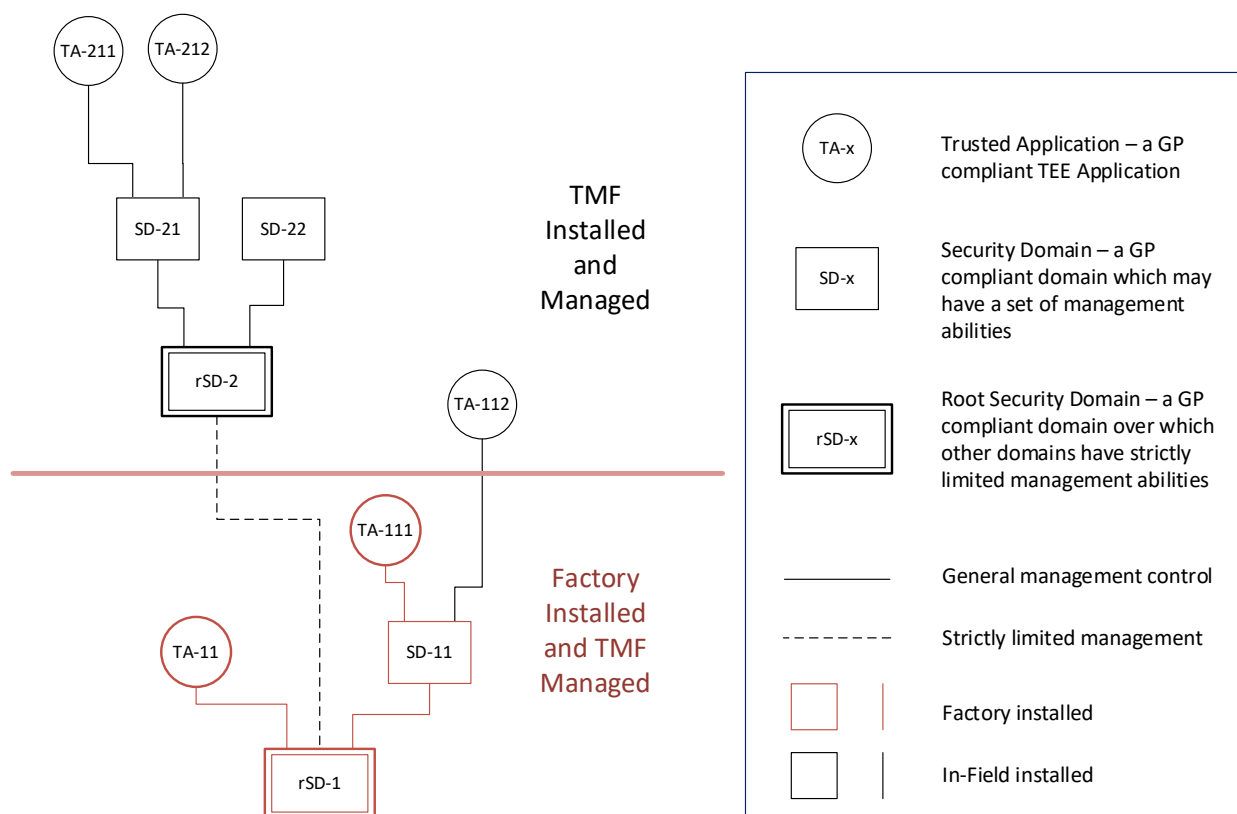 TA-211
TA-212
SD-21
SD-22
TMF
Installed
and
Managed
rSD-2
TA-112
TA-111
Factory
Installed
and TMF
Managed
TA-11
SD-11
rSD-1
TA-x
Trusted Application – a GP
compliant TEE Application
SD-x
Security Domain – a GP
compliant domain which may
have a set of management
abilities
rSD-x
Root Security Domain – a GP
compliant domain over which
other domains have strictly
limited management abilities
General management control
Strictly limited management
Factory installed
In-Field installed